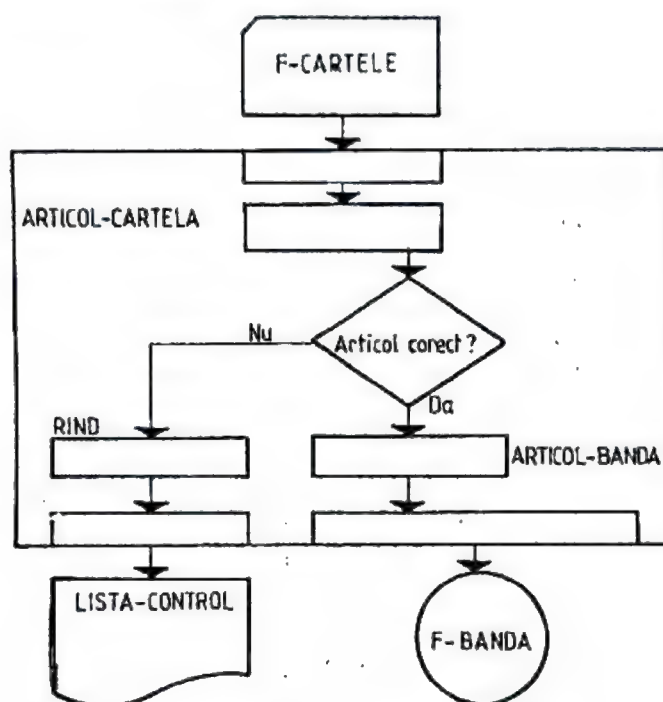 F-CARTELE
ARTICOL-CARTELA
Nu
Articol corect?
Da
RIND
ARTICOL-BANDA
LISTA-CONTROL
F-BANDA